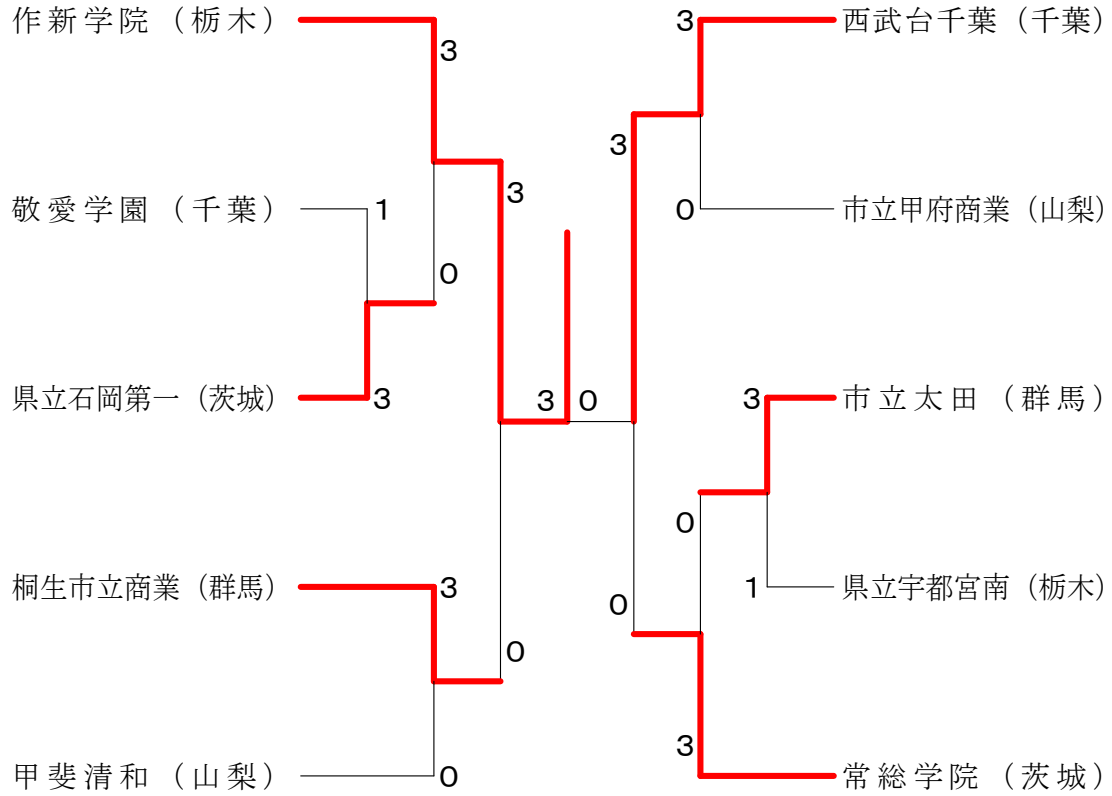 作新学院（栃木）
3
敬愛学園（千葉）
1
0
県立石岡第一（茨城）
3
3
桐生市立商業（群馬）
3
0
甲斐清和（山梨）
0
3
0
西武台千葉（千葉）
3
3
市立甲府商業（山梨）
0
市立太田（群馬）
3
0
県立宇都宮南（栃木）
1
0
常総学院（茨城）
3